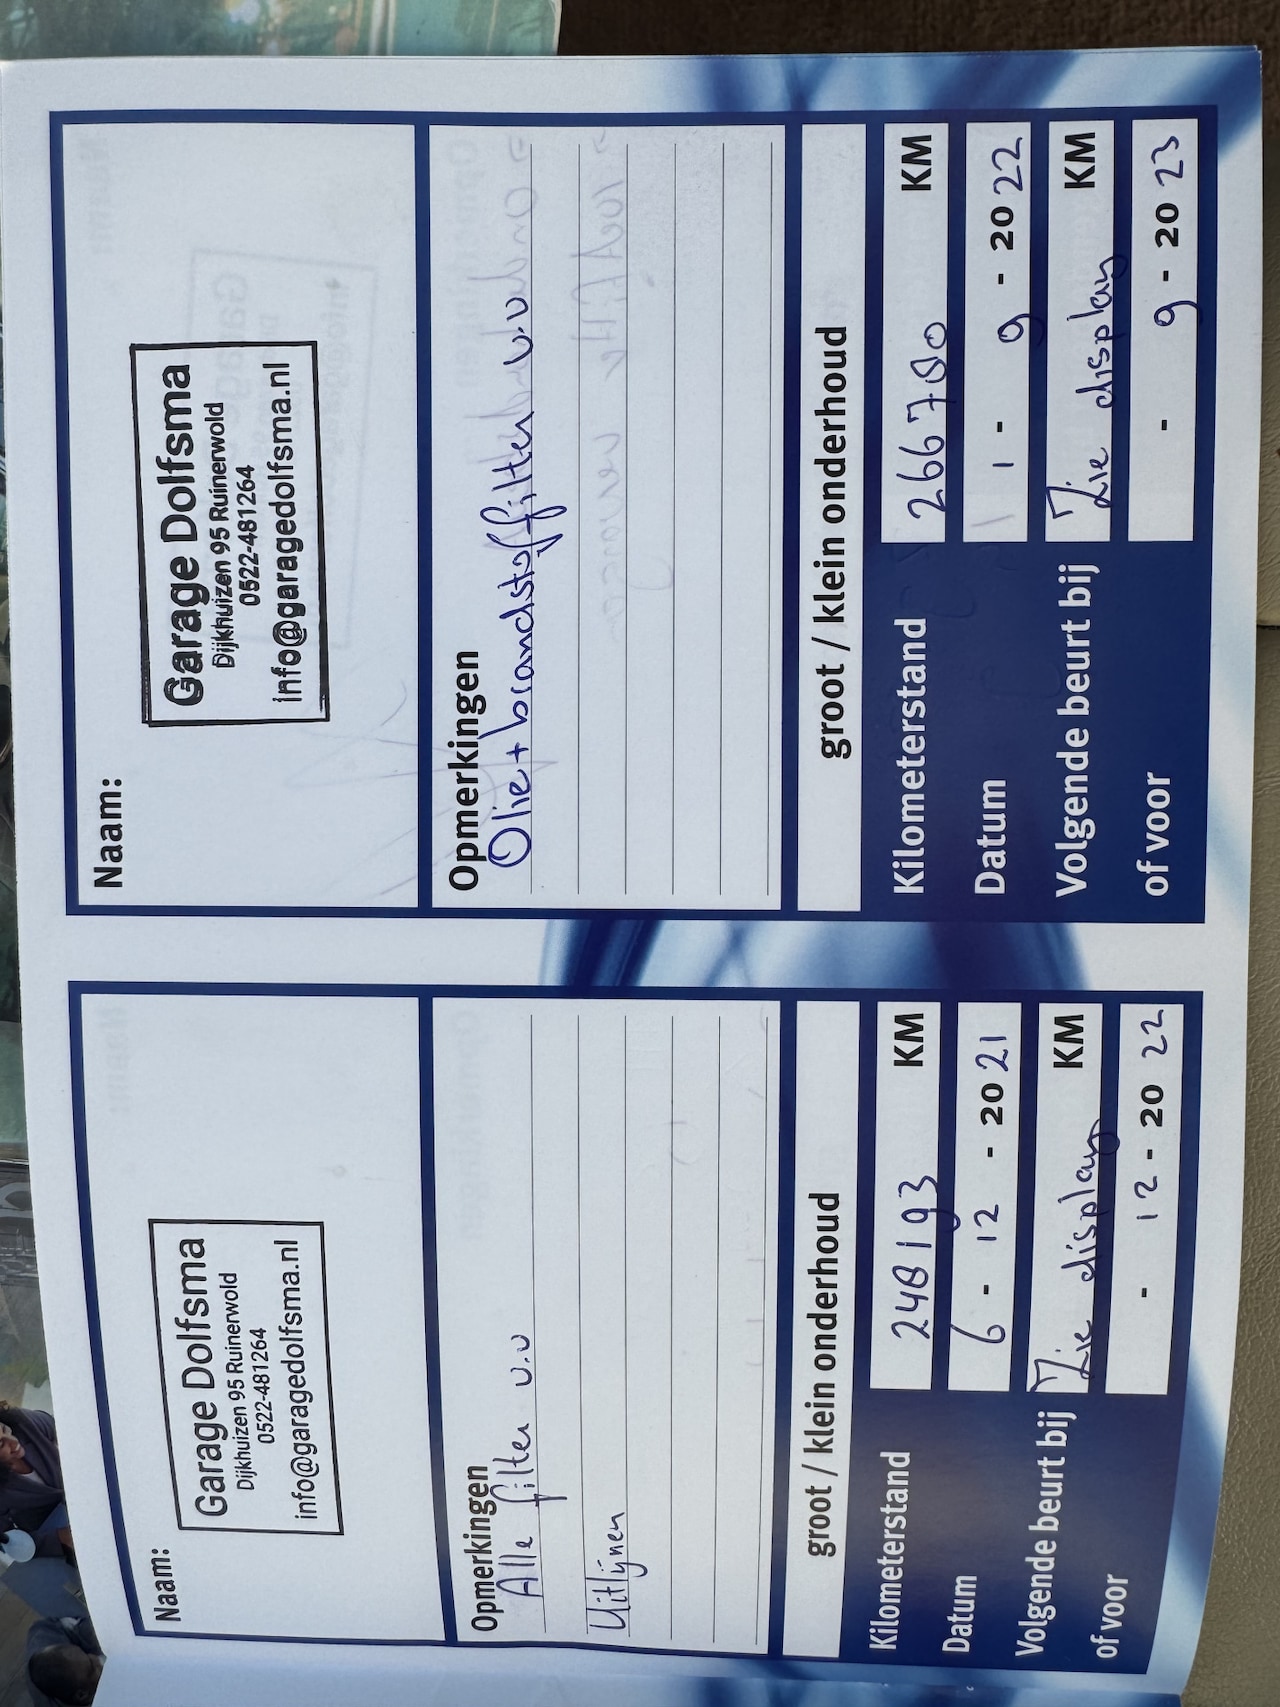 Naam:
Garage Dolfsma
Dijkhuizen 95 Ruinerwold
0522-481264
info@garagedolfsma.nl
Opmerkingen
Alle filter v.v
Uitlijnen
groot / klein onderhoud
Kilometerstand 248193 KM
Datum 6 - 12 - 2021
Volgende beurt bij Zie display KM
of voor - 12 - 2022
Naam:
Garage Dolfsma
Dijkhuizen 95 Ruinerwold
0522-481264
info@garagedolfsma.nl
Opmerkingen
Olie + brandstoffilter v.v
groot / klein onderhoud
Kilometerstand 266780 KM
Datum 1 - 9 - 2022
Volgende beurt bij Zie display KM
of voor - 9 - 2023